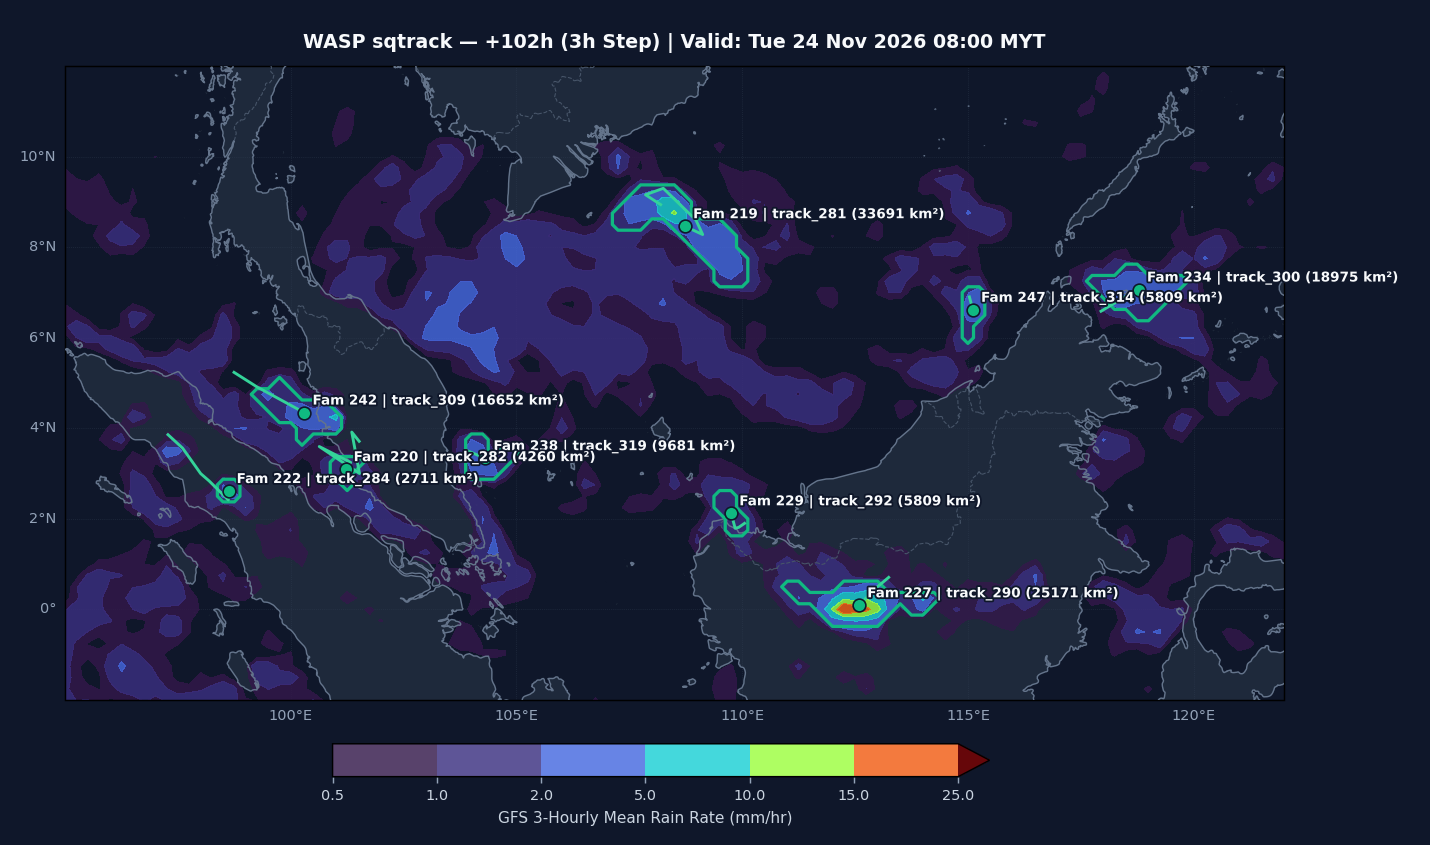 WASP sqtrack — +102h (3h Step) | Valid: Tue 24 Nov 2026 08:00 MYT
10°N
8°N
6°N
4°N
2°N
0°
Fam 219 | track_281 (33691 km²)
Fam 234 | track_300 (18975 km²)
Fam 247 | track_314 (5809 km²)
Fam 242 | track_309 (16652 km²)
Fam 238 | track_319 (9681 km²)
Fam 220 | track_282 (4260 km²)
Fam 222 | track_284 (2711 km²)
Fam 229 | track_292 (5809 km²)
Fam 227 | track_290 (25171 km²)
100°E 105°E 110°E 115°E 120°E
0.5 1.0 2.0 5.0 10.0 15.0 25.0
GFS 3-Hourly Mean Rain Rate (mm/hr)